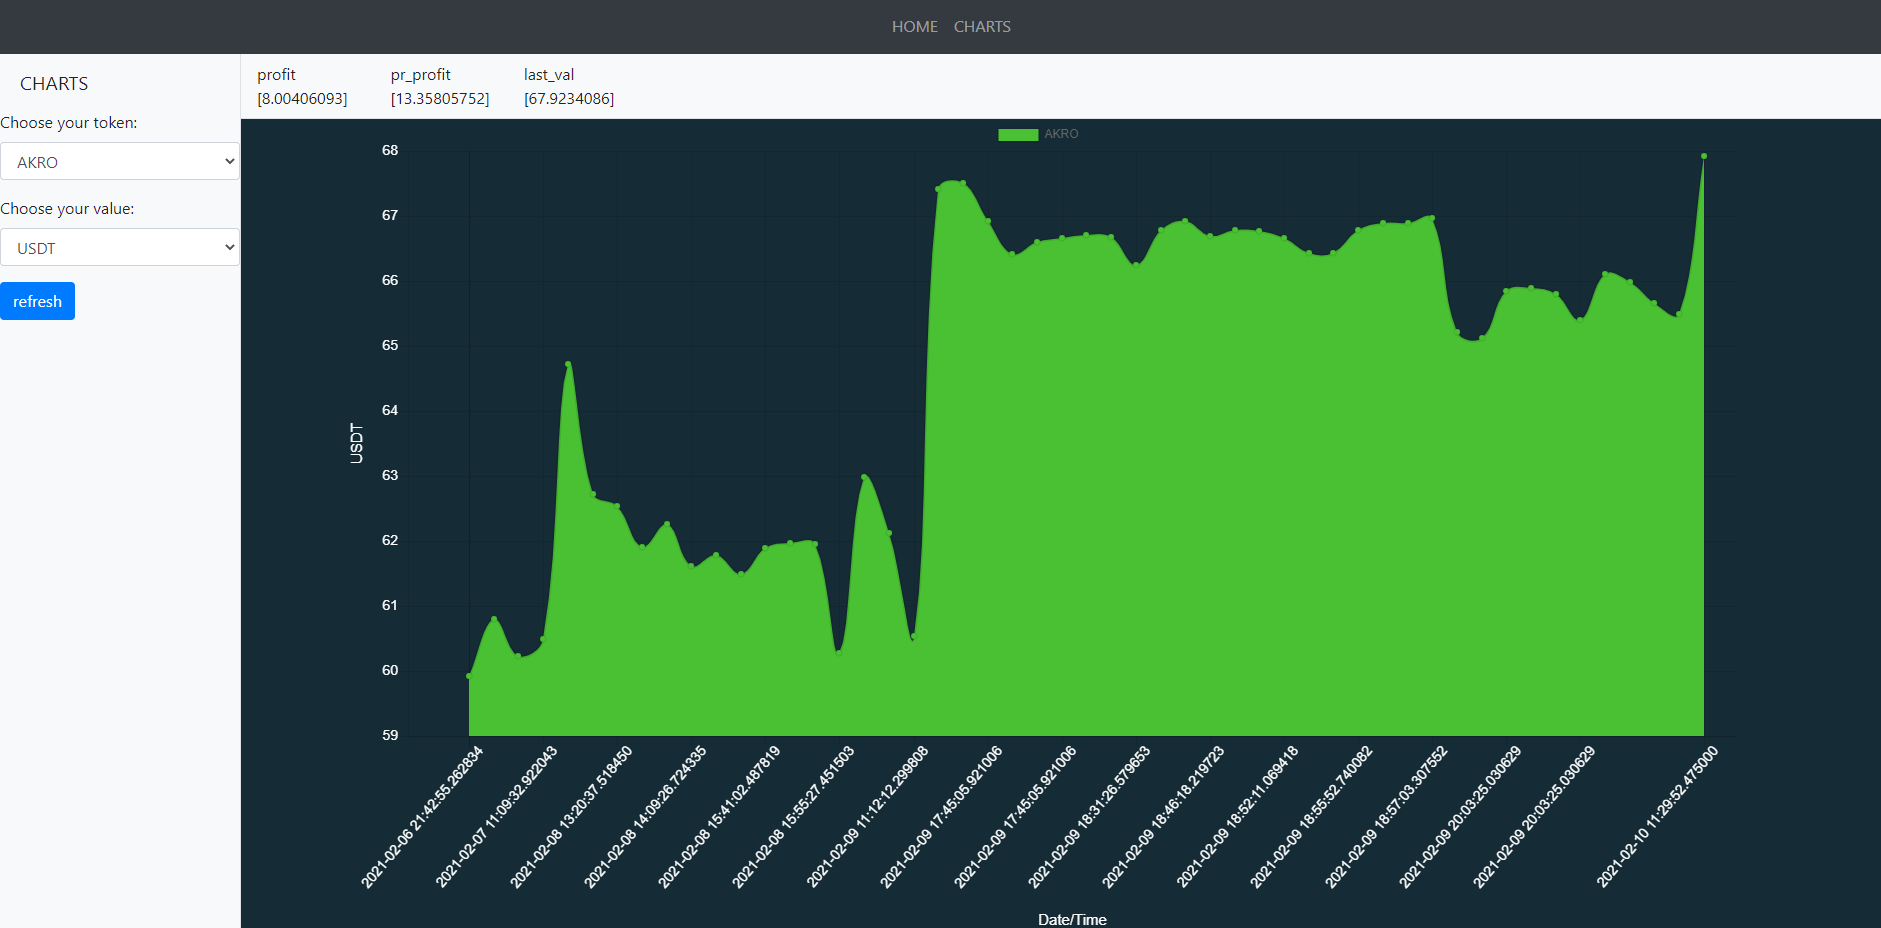 HOME CHARTS
CHARTS
Choose your token:
AKRO
Choose your value:
USDT
refresh
profit pr_profit last_val
[8.00406093] [13.35805752] [67.9234086]
AKRO
68
67
66
65
64
63
62
61
60
59
USDT
2021-02-06 21:42:55.262834
2021-02-07 11:09:32.922043
2021-02-08 13:20:37.518450
2021-02-08 14:09:26.724335
2021-02-08 15:41:02.487819
2021-02-08 15:55:27.451503
2021-02-09 11:12:12.299808
2021-02-09 17:45:05.921006
2021-02-09 17:45:05.921006
2021-02-09 18:31:26.579653
2021-02-09 18:46:18.219723
2021-02-09 18:52:11.069418
2021-02-09 18:55:52.740082
2021-02-09 18:57:03.307552
2021-02-09 20:03:25.030629
2021-02-09 20:03:25.030629
2021-02-10 11:29:52.475000
Date/Time